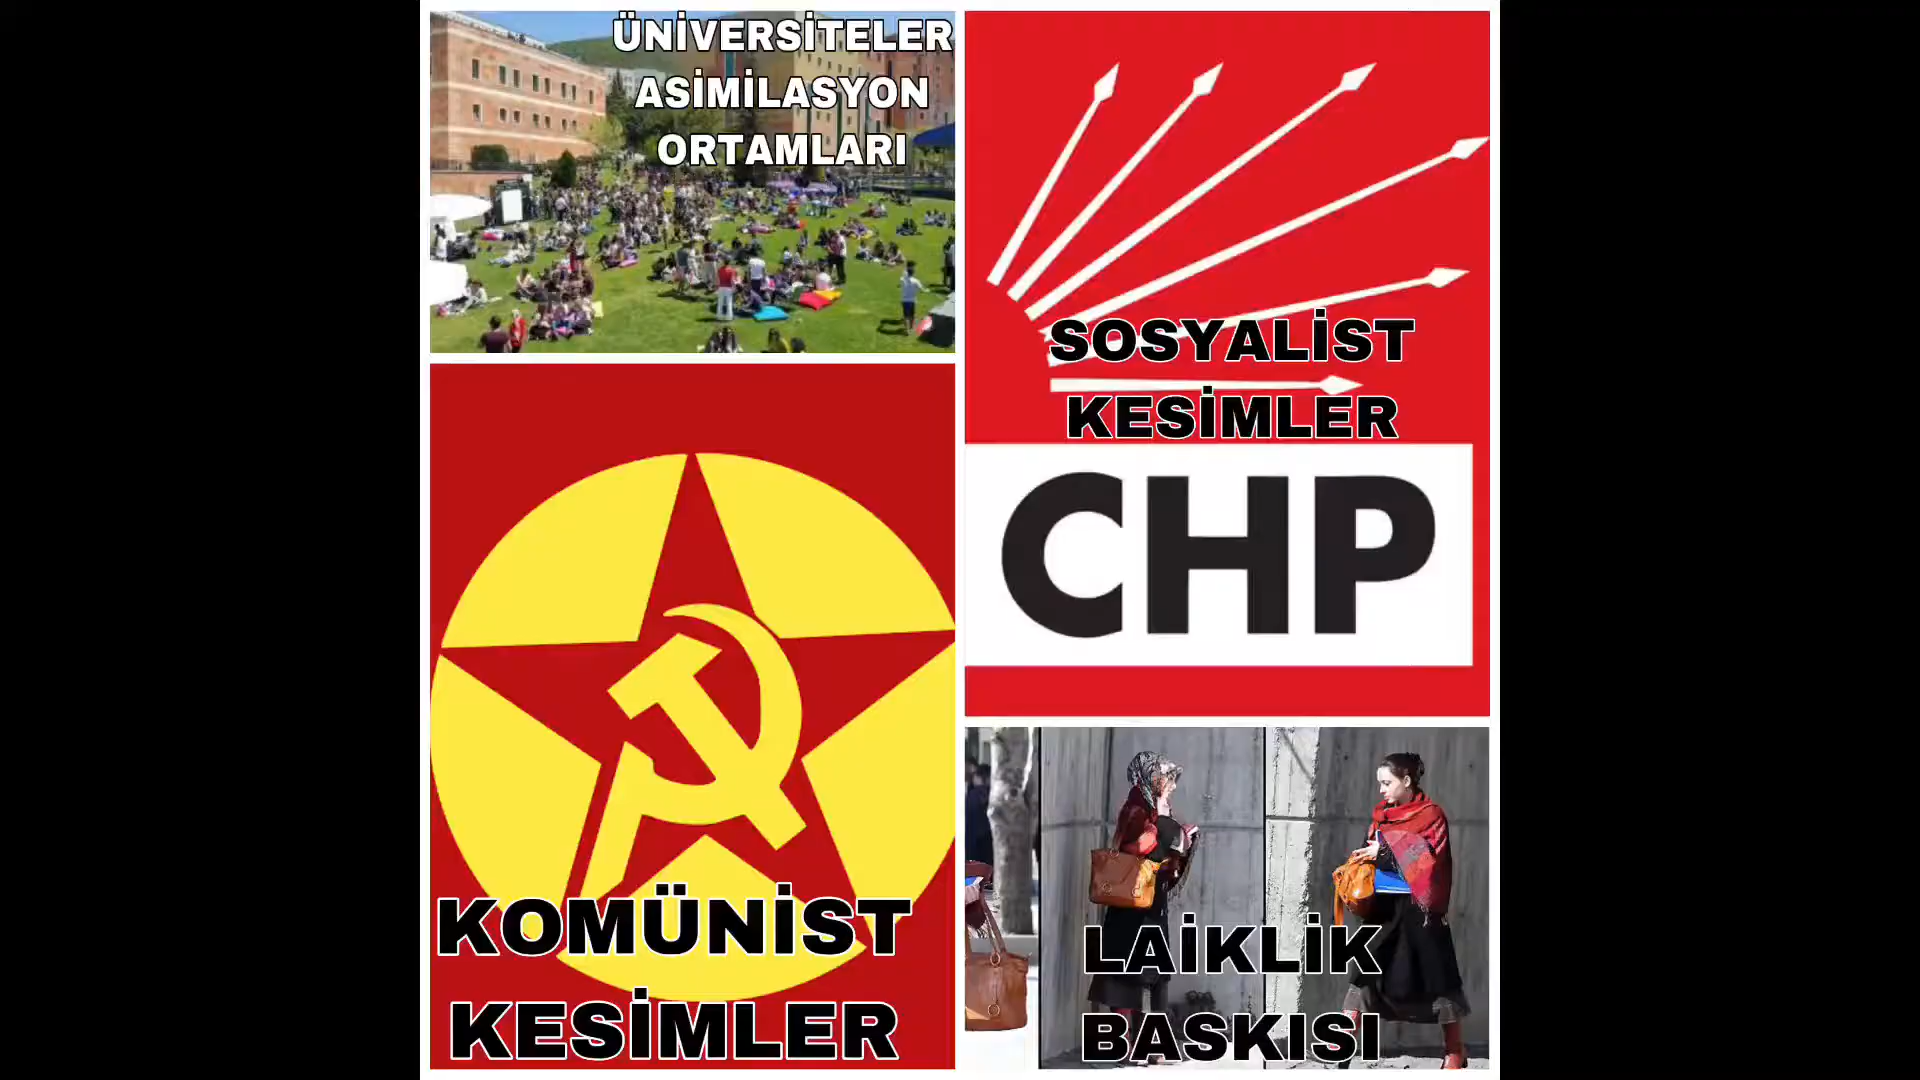 ÜNİVERSİTELER
ASİMİLASYON
ORTAMLARI
SOSYALİST
KESİMLER
CHP
KOMÜNİST
KESİMLER
LAİKLİK
BASKISI